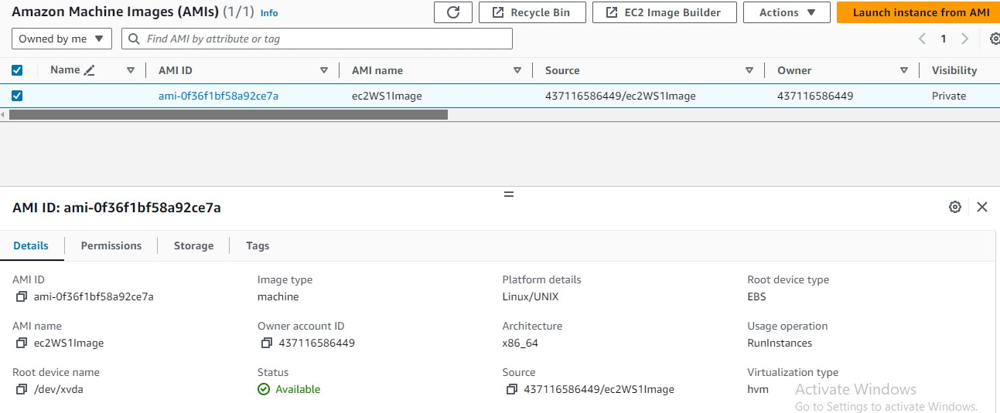 Amazon Machine Images (AMIs) (1/1) Info
Recycle Bin
EC2 Image Builder
Actions
Launch instance from AMI
Owned by me
Find AMI by attribute or tag
1
Name AMI ID AMI name Source Owner Visibility
ami-0f36f1bf58a92ce7a ec2WS1Image 437116586449/ec2WS1Image 437116586449 Private
AMI ID: ami-0f36f1bf58a92ce7a
Details Permissions Storage Tags
AMI ID Image type Platform details Root device type
ami-0f36f1bf58a92ce7a machine Linux/UNIX EBS
AMI name Owner account ID Architecture Usage operation
ec2WS1Image 437116586449 x86_64 RunInstances
Root device name Status Source Virtualization type
/dev/xvda Available 437116586449/ec2WS1Image hvm
Activate Windows
Go to Settings to activate Windows.